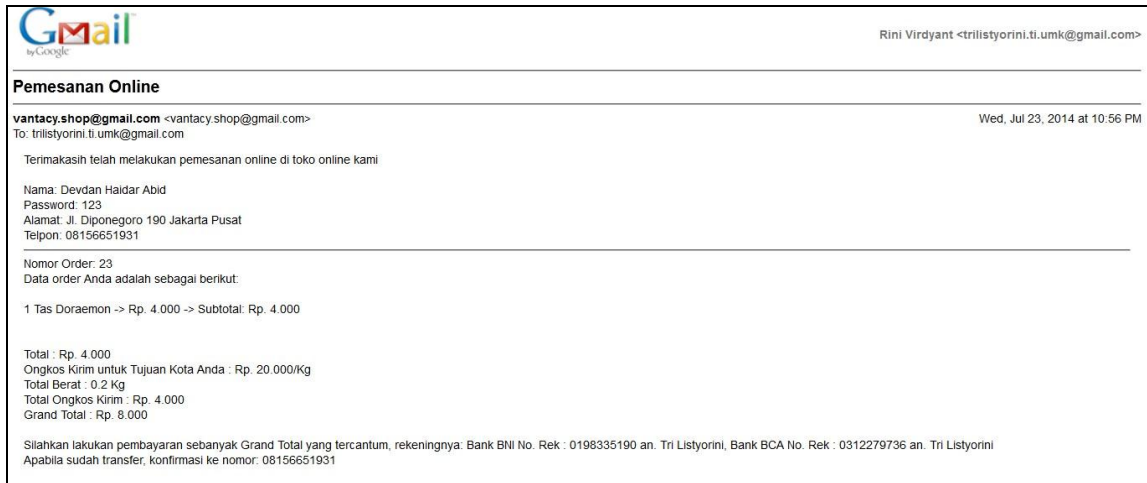 Gmail
by Google
Rini Virdyant <trilistyorini.ti.umk@gmail.com>
Pemesanan Online
vantacy.shop@gmail.com <vantacy.shop@gmail.com>
Wed, Jul 23, 2014 at 10:56 PM
To: trilistyorini.ti.umk@gmail.com
Terimakasih telah melakukan pemesanan online di toko online kami
Nama: Devdan Haidar Abid
Password: 123
Alamat: Jl. Diponegoro 190 Jakarta Pusat
Telpon: 08156651931
Nomor Order: 23
Data order Anda adalah sebagai berikut:
1 Tas Doraemon -> Rp. 4.000 -> Subtotal: Rp. 4.000
Total : Rp. 4.000
Ongkos Kirim untuk Tujuan Kota Anda : Rp. 20.000/Kg
Total Berat : 0.2 Kg
Total Ongkos Kirim : Rp. 4.000
Grand Total : Rp. 8.000
Silahkan lakukan pembayaran sebanyak Grand Total yang tercantum, rekeningnya: Bank BNI No. Rek : 0198335190 an. Tri Listyorini, Bank BCA No. Rek : 0312279736 an. Tri Listyorini
Apabila sudah transfer, konfirmasi ke nomor: 08156651931